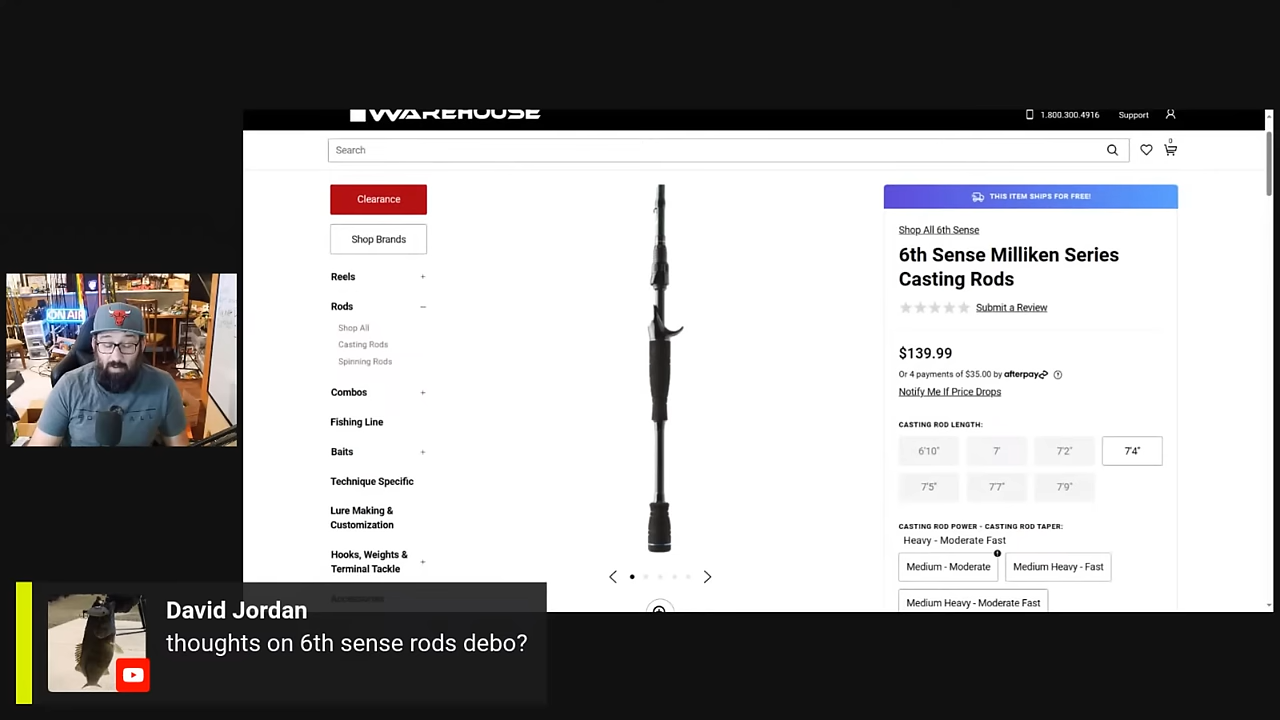 WAREHOUSE
1.800.300.4916
Support
Search
0
Clearance
Shop Brands
Reels +
Rods −
Shop All
Casting Rods
Spinning Rods
Combos +
Fishing Line
Baits +
Technique Specific
Lure Making &
Customization
Hooks, Weights &
Terminal Tackle +
Accessories
THIS ITEM SHIPS FOR FREE!
Shop All 6th Sense
6th Sense Milliken Series
Casting Rods
Submit a Review
$139.99
Or 4 payments of $35.00 by afterpay
Notify Me If Price Drops
CASTING ROD LENGTH:
6'10" 7' 7'2" 7'4"
7'5" 7'7" 7'9"
CASTING ROD POWER - CASTING ROD TAPER:
Heavy - Moderate Fast
Medium - Moderate
Medium Heavy - Fast
Medium Heavy - Moderate Fast
ON AIR
David Jordan
thoughts on 6th sense rods debo?